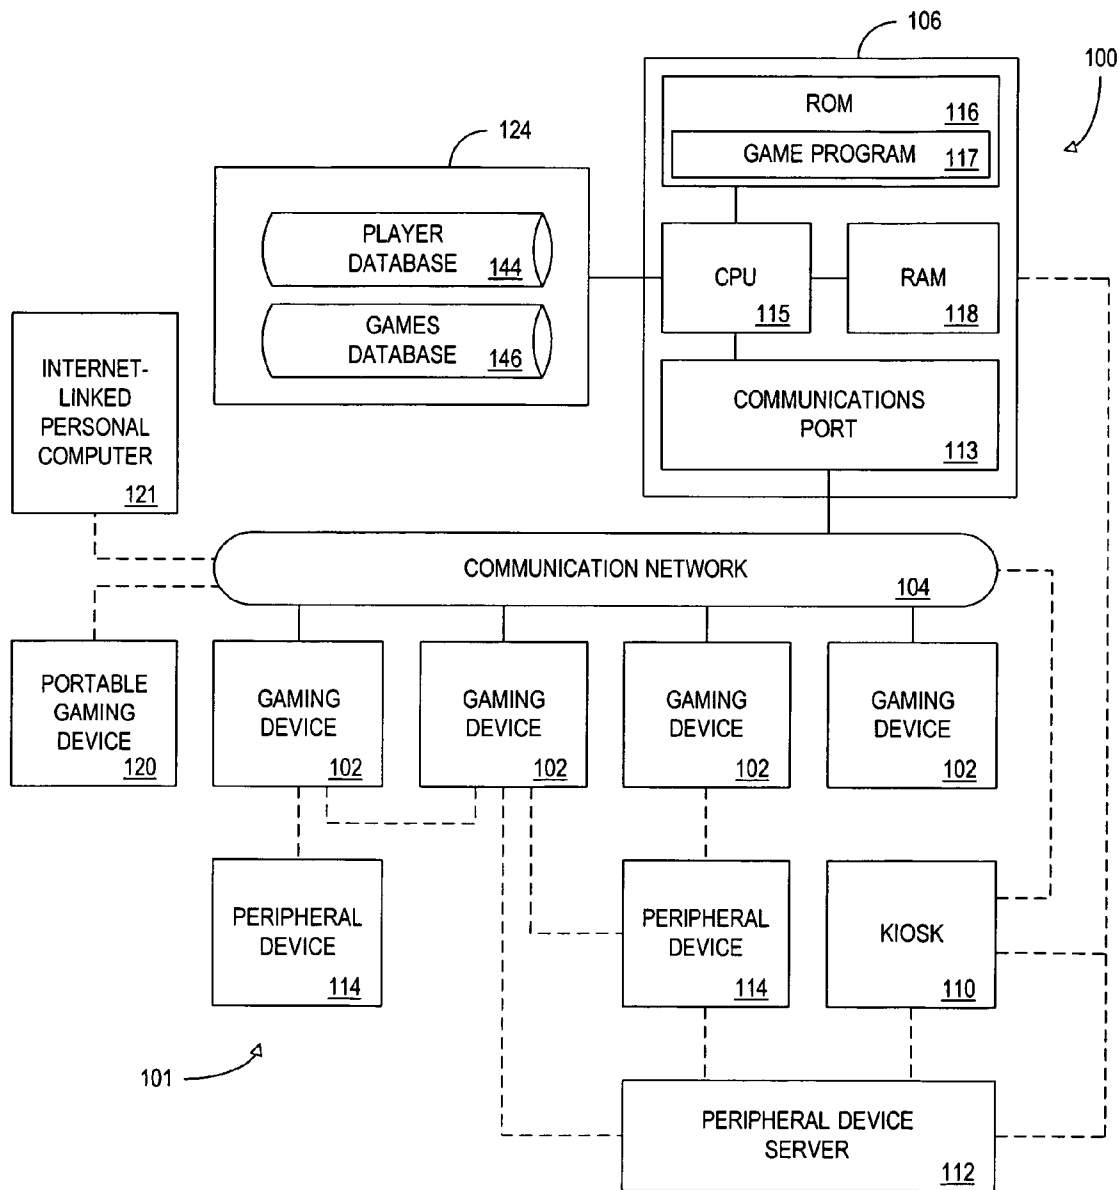 106
100
ROM
116
GAME PROGRAM
117
124
PLAYER
DATABASE
144
GAMES
DATABASE
146
CPU
115
RAM
118
COMMUNICATIONS
PORT
113
INTERNET-
LINKED
PERSONAL
COMPUTER
121
COMMUNICATION NETWORK
104
PORTABLE
GAMING
DEVICE
120
GAMING
DEVICE
102
GAMING
DEVICE
102
GAMING
DEVICE
102
GAMING
DEVICE
102
PERIPHERAL
DEVICE
114
PERIPHERAL
DEVICE
114
KIOSK
110
101
PERIPHERAL DEVICE
SERVER
112